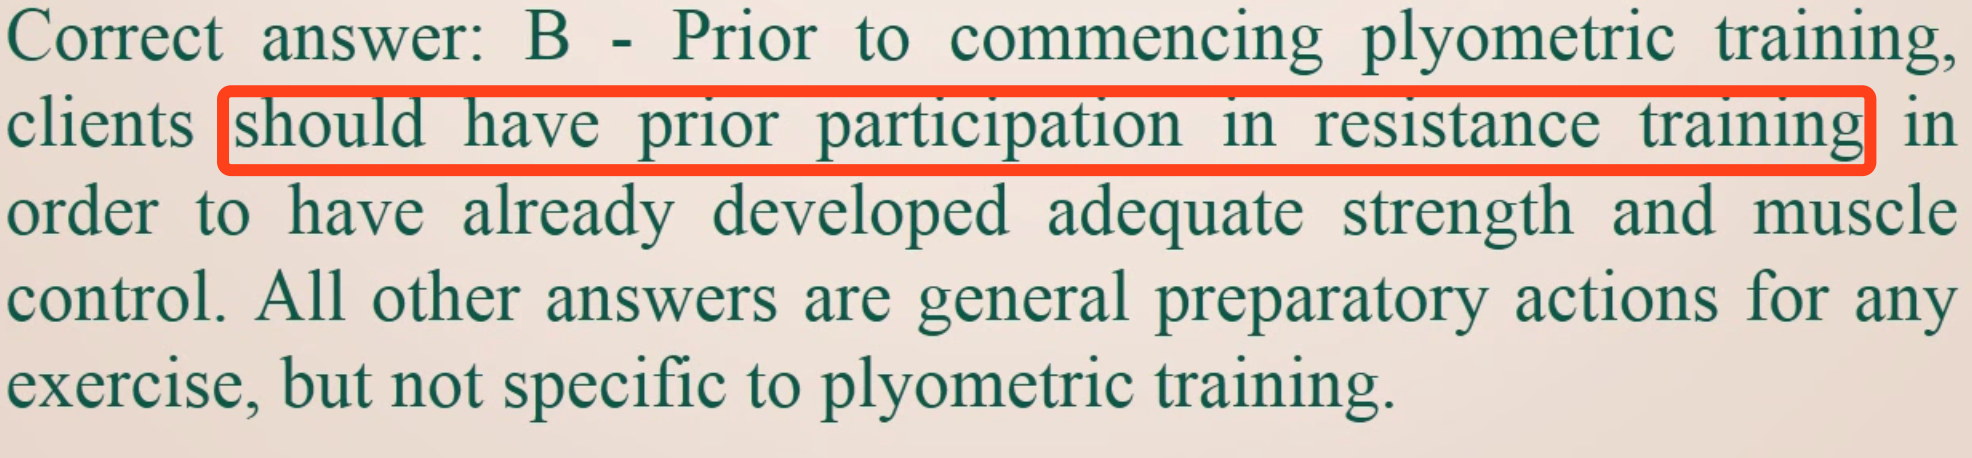 Correct answer: B - Prior to commencing plyometric training,
clients should have prior participation in resistance training in
order to have already developed adequate strength and muscle
control. All other answers are general preparatory actions for any
exercise, but not specific to plyometric training.